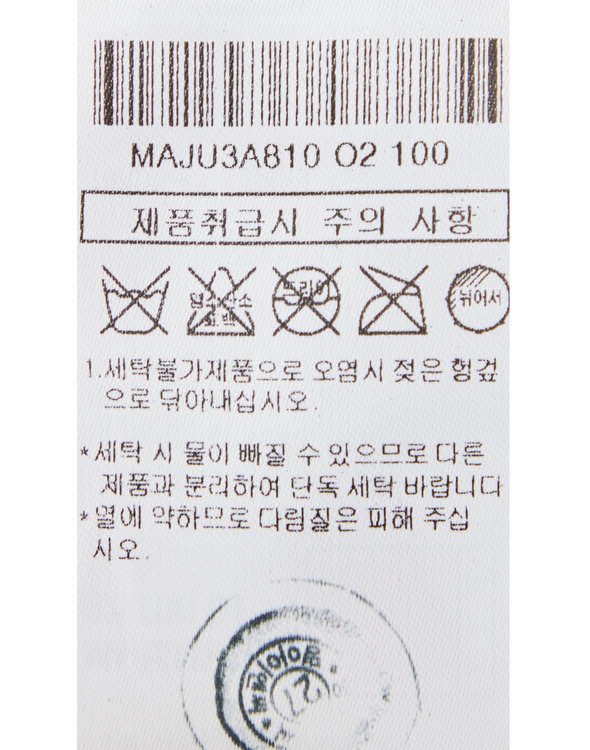 MAJU3A810 O2 100
제품취급시 주의 사항
염소산소
표백
드라이
뉘어서
1.세탁불가제품으로 오염시 젖은 헝겊
으로 닦아내십시오.
*세탁 시 물이 빠질 수 있으므로 다른
제품과 분리하여 단독 세탁 바랍니다
*열에 약하므로 다림질은 피해 주십
시오.